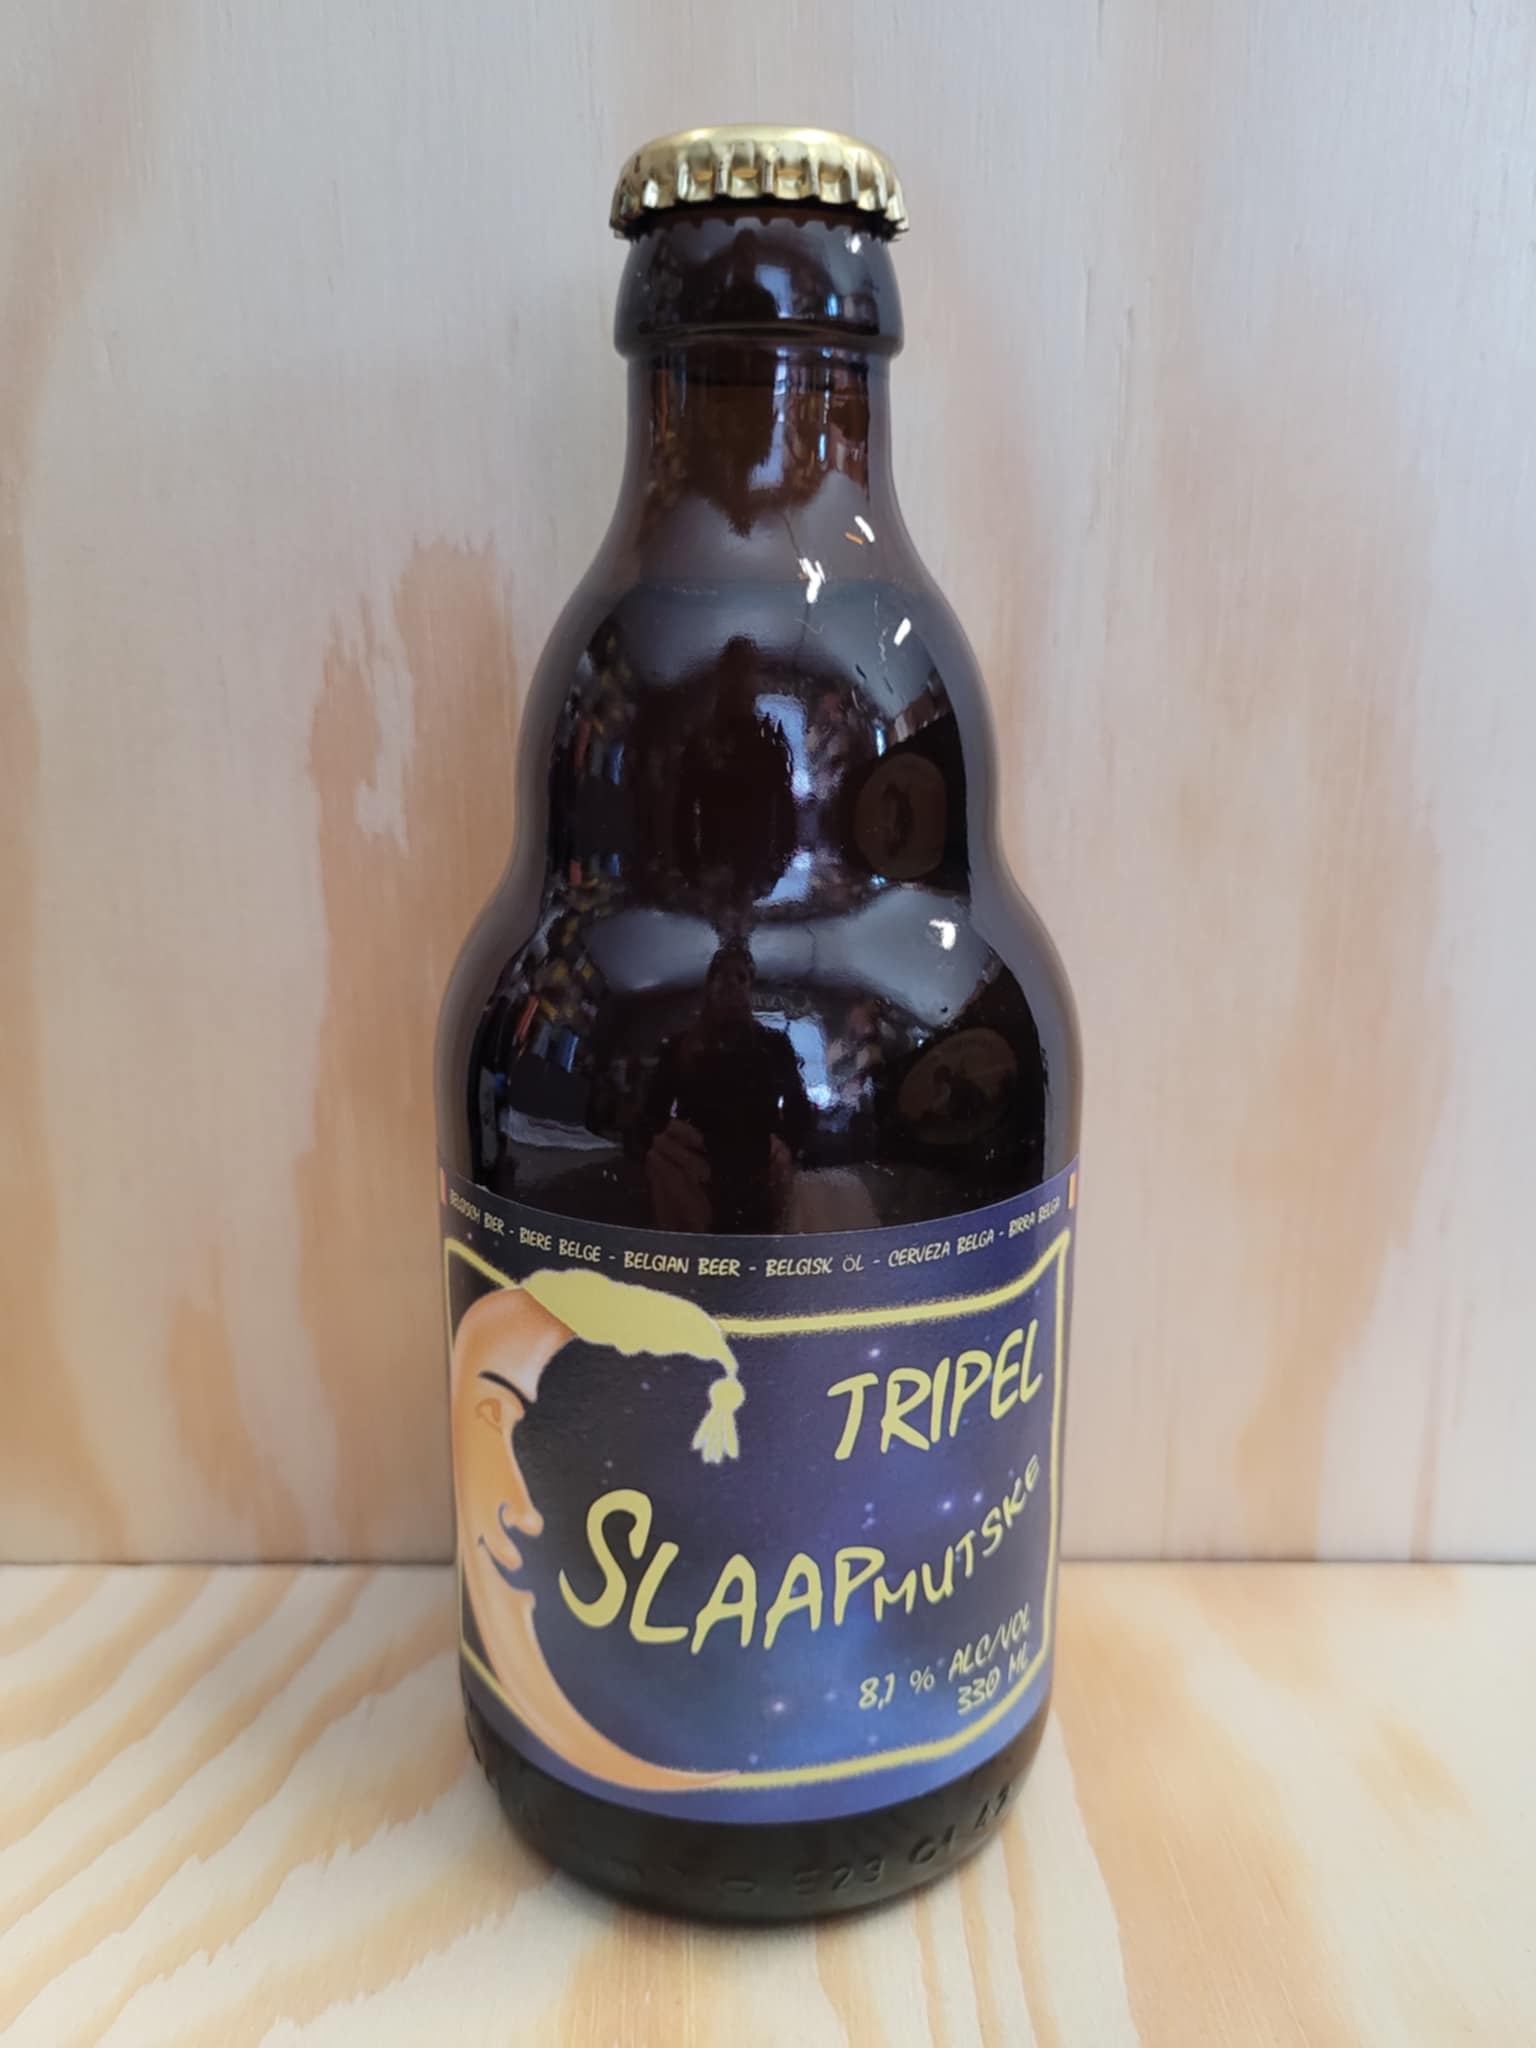 BELGISCH BIER - BIERE BELGE - BELGIAN BEER - BELGISK ÖL - CERVEZA BELGA - BIRRA BELGA
TRIPEL
SLAAPMUTSKE
8,1 % ALC/VOL
330 ML